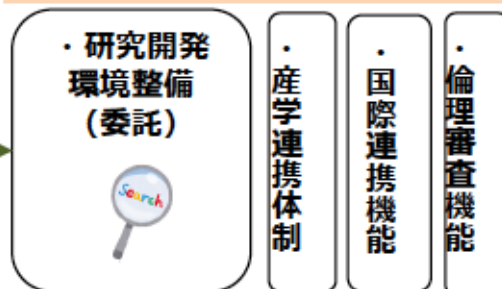 ・研究開発
環境整備
（委託）
Search
・産学連携体制
・国際連携機能
・倫理審査機能